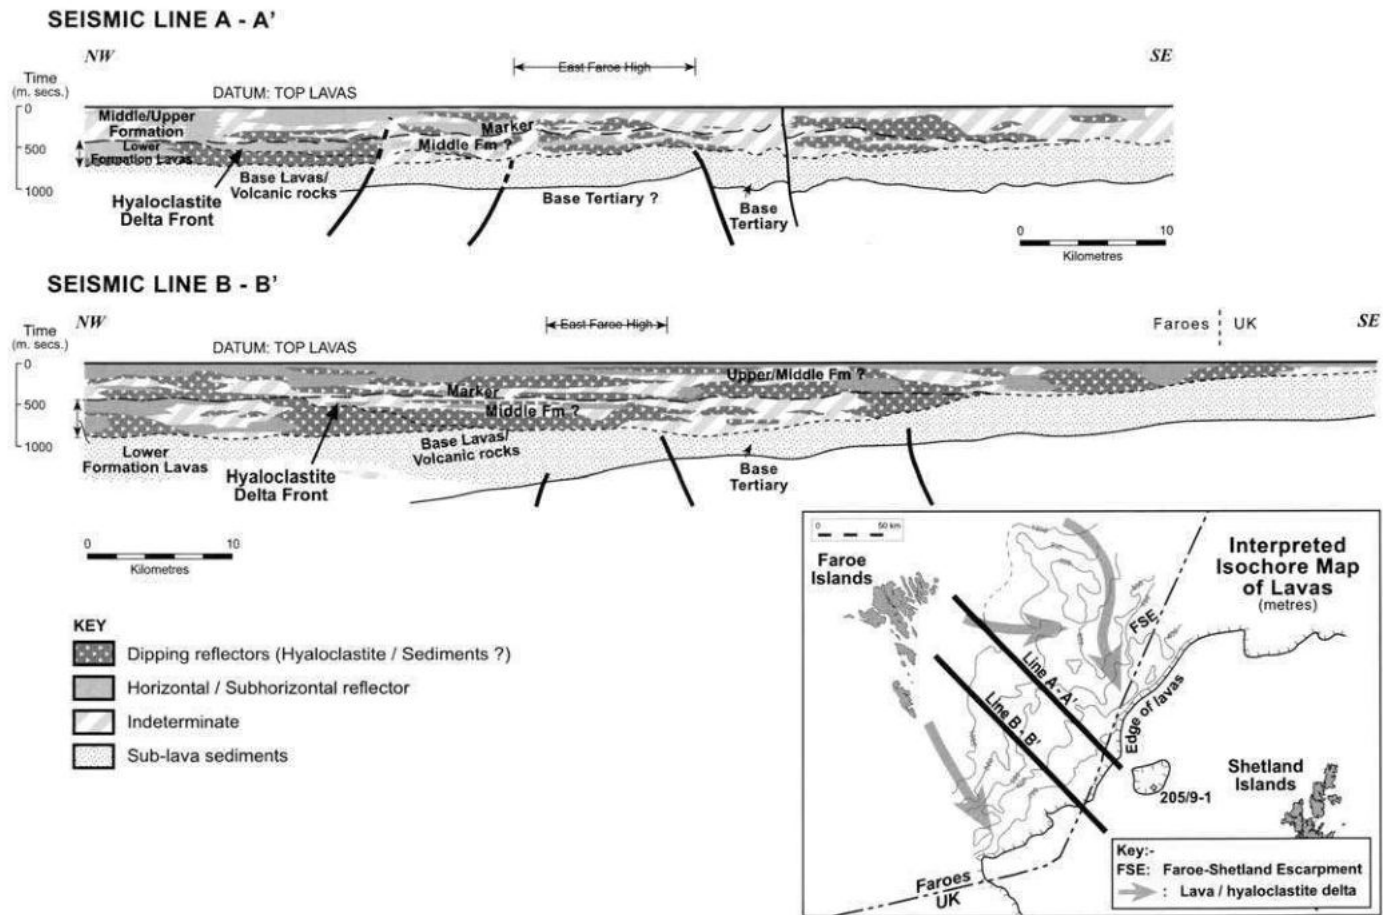 SEISMIC LINE A - A'
NW
SE
East Faroe High
Time
(m. secs.)
DATUM: TOP LAVAS
0
500
1000
Middle/Upper
Formation
Lower
Formation Lavas
Marker
Middle Fm ?
Base Lavas/
Volcanic rocks
Hyaloclastite
Delta Front
Base Tertiary ?
Base
Tertiary
0 10
Kilometres
SEISMIC LINE B - B'
NW
SE
East Faroe High
Faroes UK
Time
(m. secs.)
DATUM: TOP LAVAS
0
500
1000
Upper/Middle Fm ?
Marker
Middle Fm ?
Base Lavas/
Volcanic rocks
Lower
Formation Lavas
Hyaloclastite
Delta Front
Base
Tertiary
0 10
Kilometres
KEY
Dipping reflectors (Hyaloclastite / Sediments ?)
Horizontal / Subhorizontal reflector
Indeterminate
Sub-lava sediments
0 50 km
Faroe
Islands
Interpreted
Isochore Map
of Lavas
(metres)
FSE
Line A - A'
Line B - B'
Edge of lavas
Shetland
Islands
205/9-1
Faroes
UK
Key:-
FSE: Faroe-Shetland Escarpment
: Lava / hyaloclastite delta